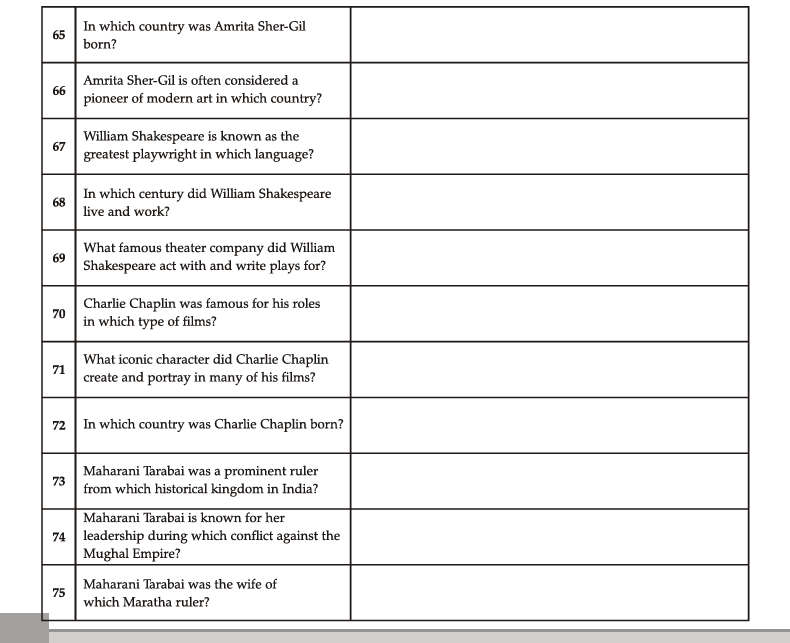 65
In which country was Amrita Sher-Gil
born?
66
Amrita Sher-Gil is often considered a
pioneer of modern art in which country?
67
William Shakespeare is known as the
greatest playwright in which language?
68
In which century did William Shakespeare
live and work?
69
What famous theater company did William
Shakespeare act with and write plays for?
70
Charlie Chaplin was famous for his roles
in which type of films?
71
What iconic character did Charlie Chaplin
create and portray in many of his films?
72
In which country was Charlie Chaplin born?
73
Maharani Tarabai was a prominent ruler
from which historical kingdom in India?
74
Maharani Tarabai is known for her
leadership during which conflict against the
Mughal Empire?
75
Maharani Tarabai was the wife of
which Maratha ruler?